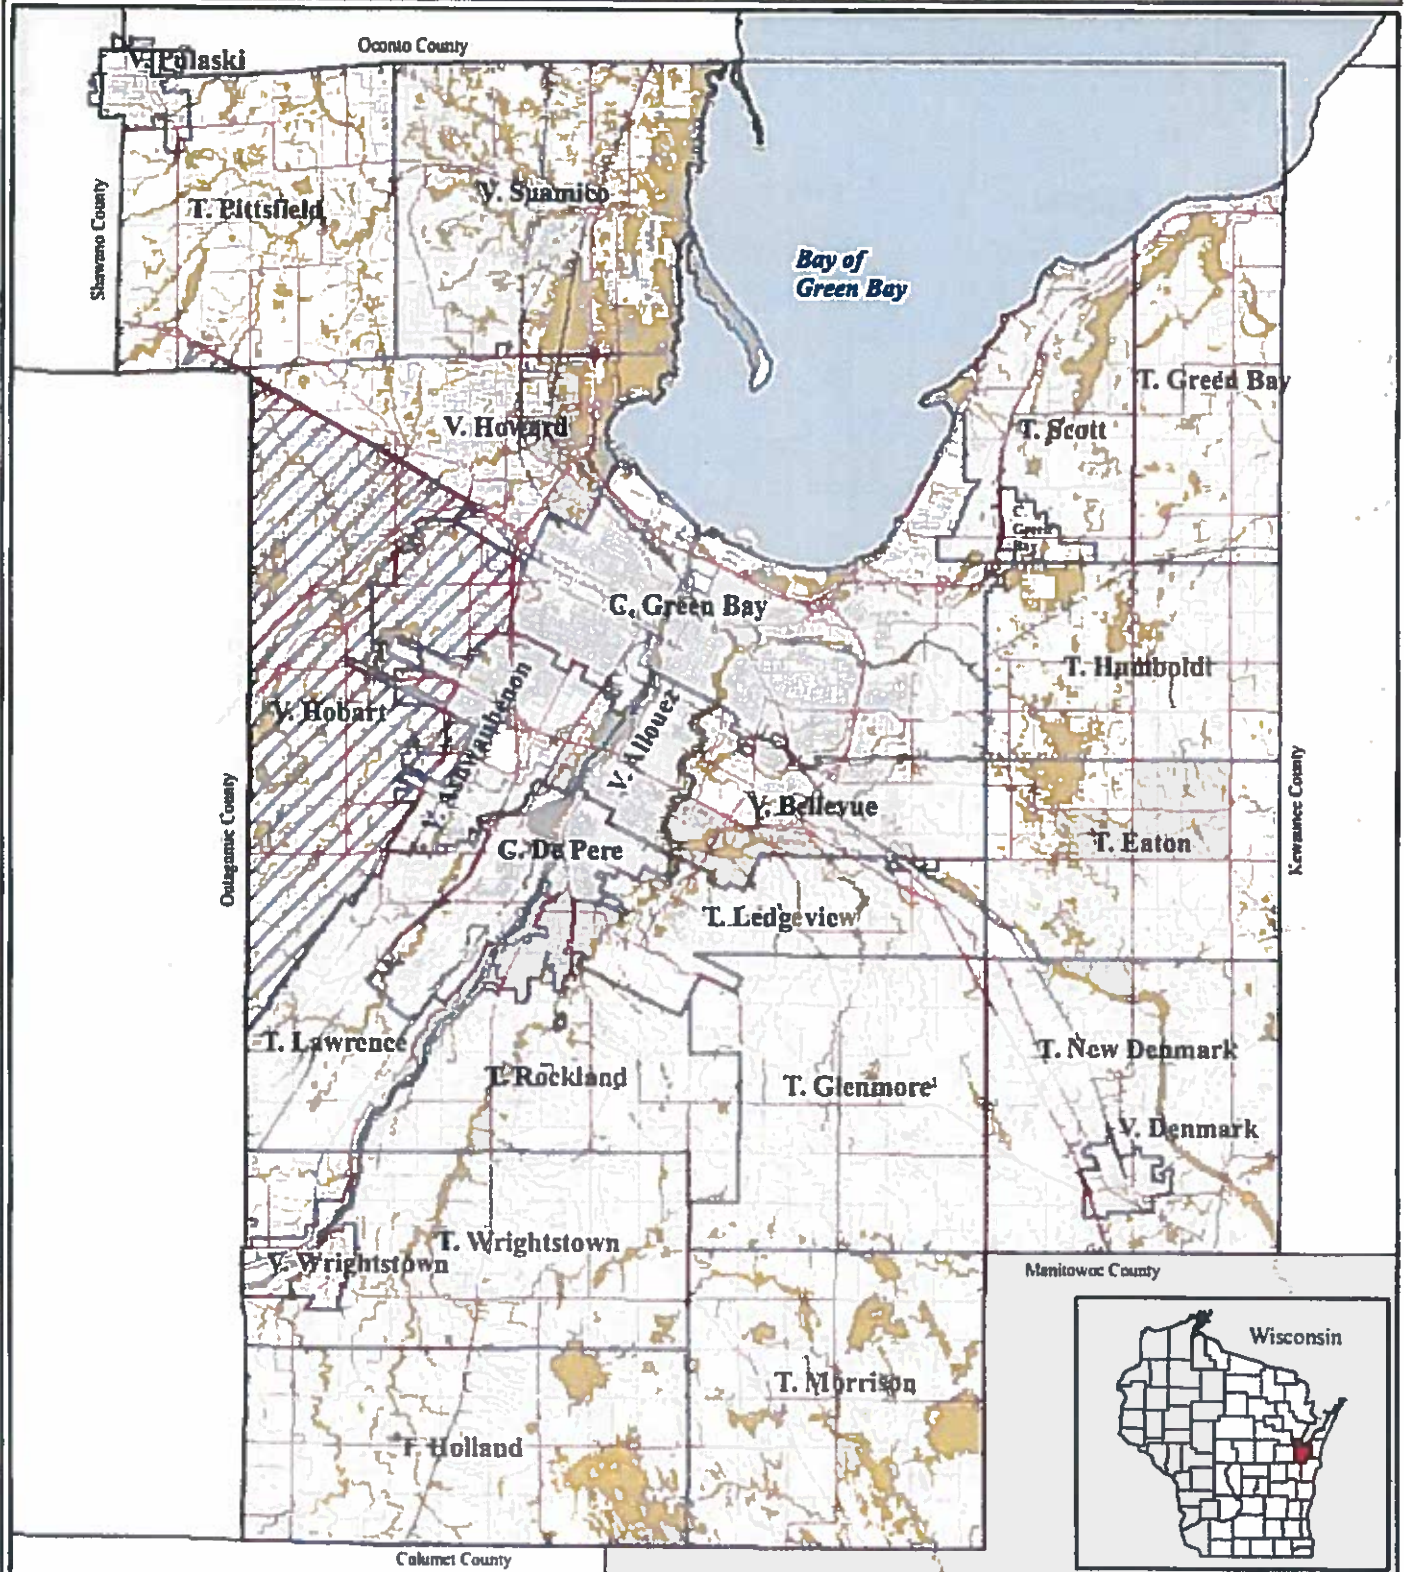 Oconto County
V. Pulaski
Shawano County
T. Pittsfield
V. Suamico
Bay of
Green Bay
T. Green Bay
V. Howard
T. Scott
C.
Green
Bay
C. Green Bay
T. Humboldt
V. Hobart
V. Ashwaubenon
V. Allouez
Outagamie County
Kewaunee County
V. Bellevue
T. Eaton
C. De Pere
T. Ledgeview
T. Lawrence
T. Rockland
T. Glenmore
T. New Denmark
V. Denmark
T. Wrightstown
V. Wrightstown
Manitowoc County
Wisconsin
T. Morrison
T. Holland
Calumet County